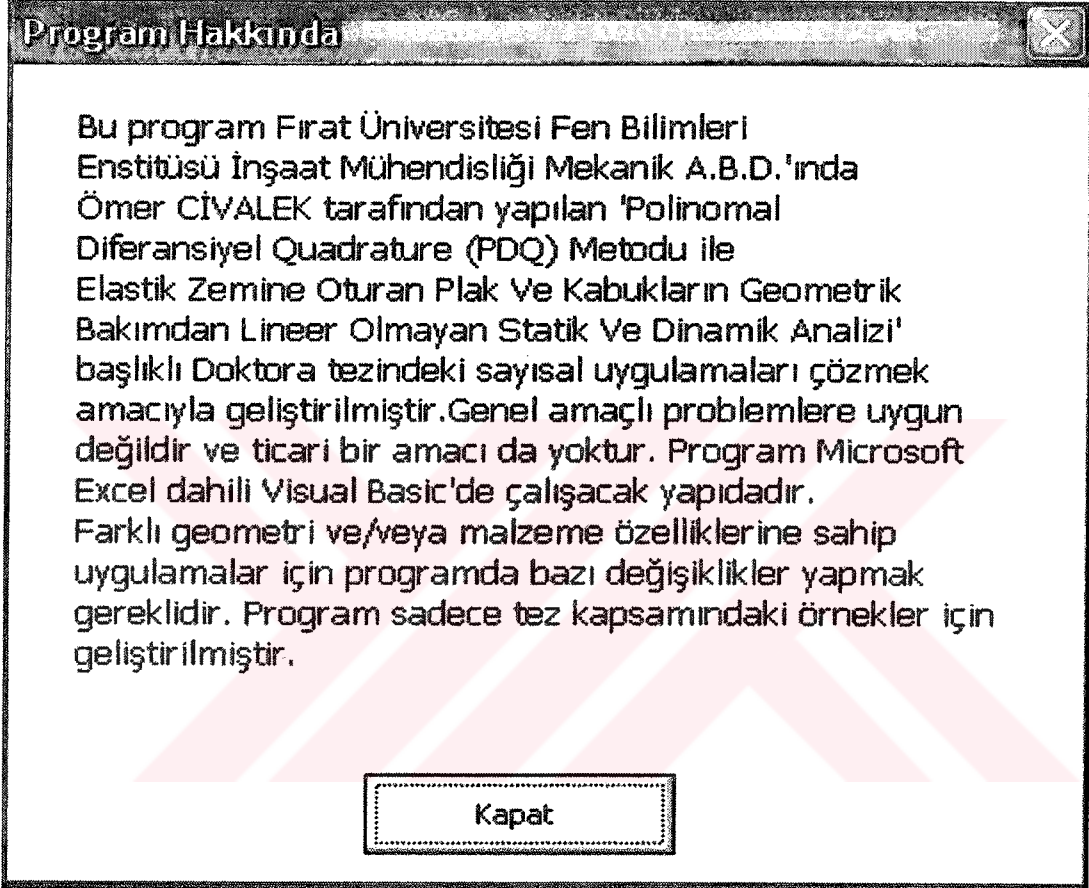 Program Hakkında
Bu program Fırat Üniversitesi Fen Bilimleri
Enstitüsü İnşaat Mühendisliği Mekanik A.B.D.'ında
Ömer CİVALEK tarafından yapılan 'Polinomal
Diferansiyel Quadrature (PDQ) Metodu ile
Elastik Zemine Oturan Plak Ve Kabukların Geometrik
Bakımdan Lineer Olmayan Statik Ve Dinamik Analizi'
başlıklı Doktora tezindeki sayısal uygulamaları çözmek
amacıyla geliştirilmiştir.Genel amaçlı problemlere uygun
değildir ve ticari bir amacı da yoktur. Program Microsoft
Excel dahili Visual Basic'de çalışacak yapıdadır.
Farklı geometri ve/veya malzeme özelliklerine sahip
uygulamalar için programda bazı değişiklikler yapmak
gereklidir. Program sadece tez kapsamındaki örnekler için
geliştirilmiştir.
Kapat